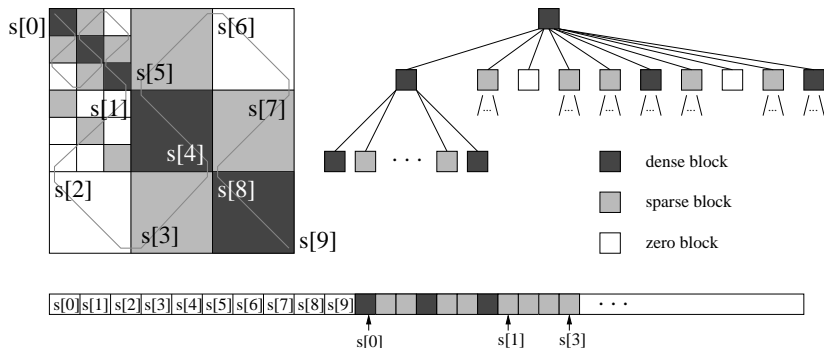 s[0]
s[6]
s[5]
s[1]
s[7]
s[4]
s[2]
s[8]
s[3]
s[9]
... ... ... ... ... ... ...
. . .
dense block
sparse block
zero block
s[0] s[1] s[2] s[3] s[4] s[5] s[6] s[7] s[8] s[9] . . .
s[0] s[1] s[3]